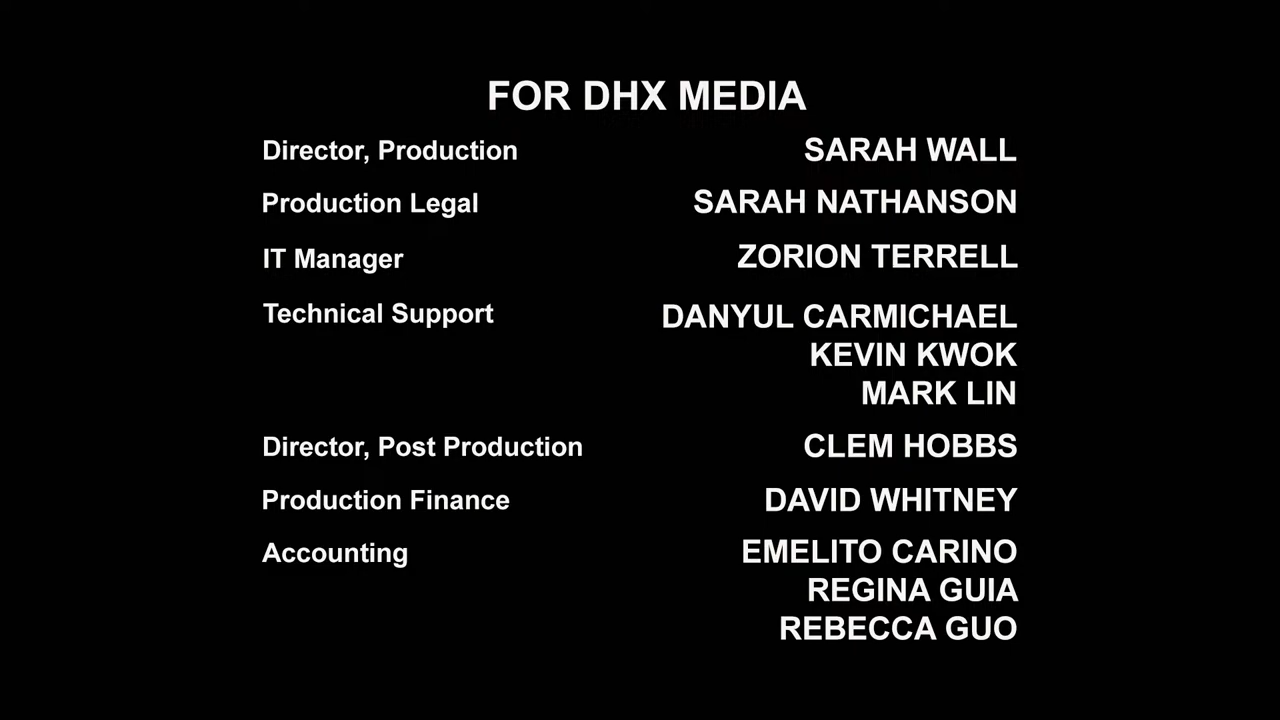 FOR DHX MEDIA
Director, Production SARAH WALL
Production Legal SARAH NATHANSON
IT Manager ZORION TERRELL
Technical Support DANYUL CARMICHAEL
KEVIN KWOK
MARK LIN
Director, Post Production CLEM HOBBS
Production Finance DAVID WHITNEY
Accounting EMELITO CARINO
REGINA GUIA
REBECCA GUO